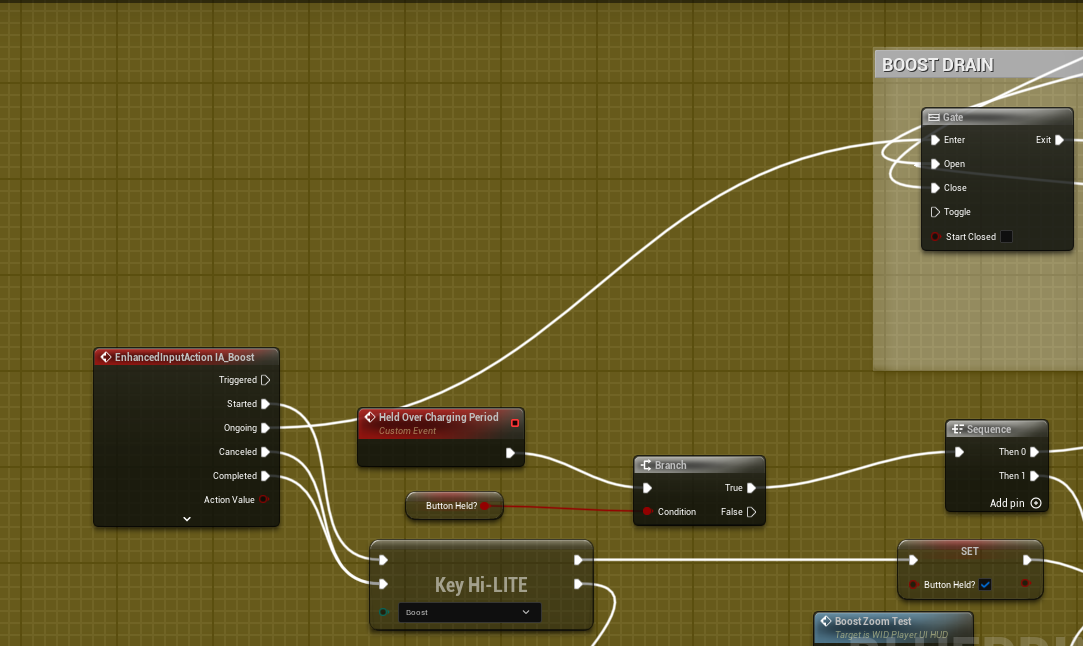 BOOST DRAIN
Gate
Enter
Exit
Open
Close
Toggle
Start Closed
EnhancedInputAction IA_Boost
Triggered
Started
Ongoing
Canceled
Completed
Action Value
Held Over Charging Period
Custom Event
Button Held?
Branch
True
Condition
False
Sequence
Then 0
Then 1
Add pin
Key Hi-LITE
Boost
SET
Button Held?
Boost Zoom Test
Target is WID Player UI HUD